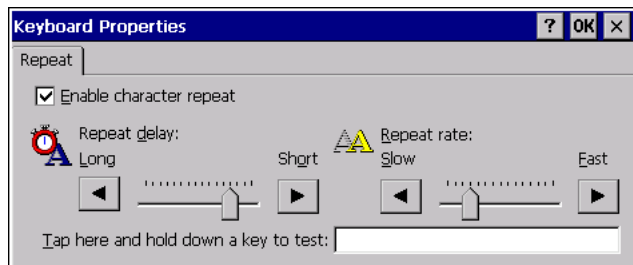 Keyboard Properties ? OK ×
Repeat
Enable character repeat
Repeat delay: Repeat rate:
Long Short Slow Fast
Tap here and hold down a key to test: